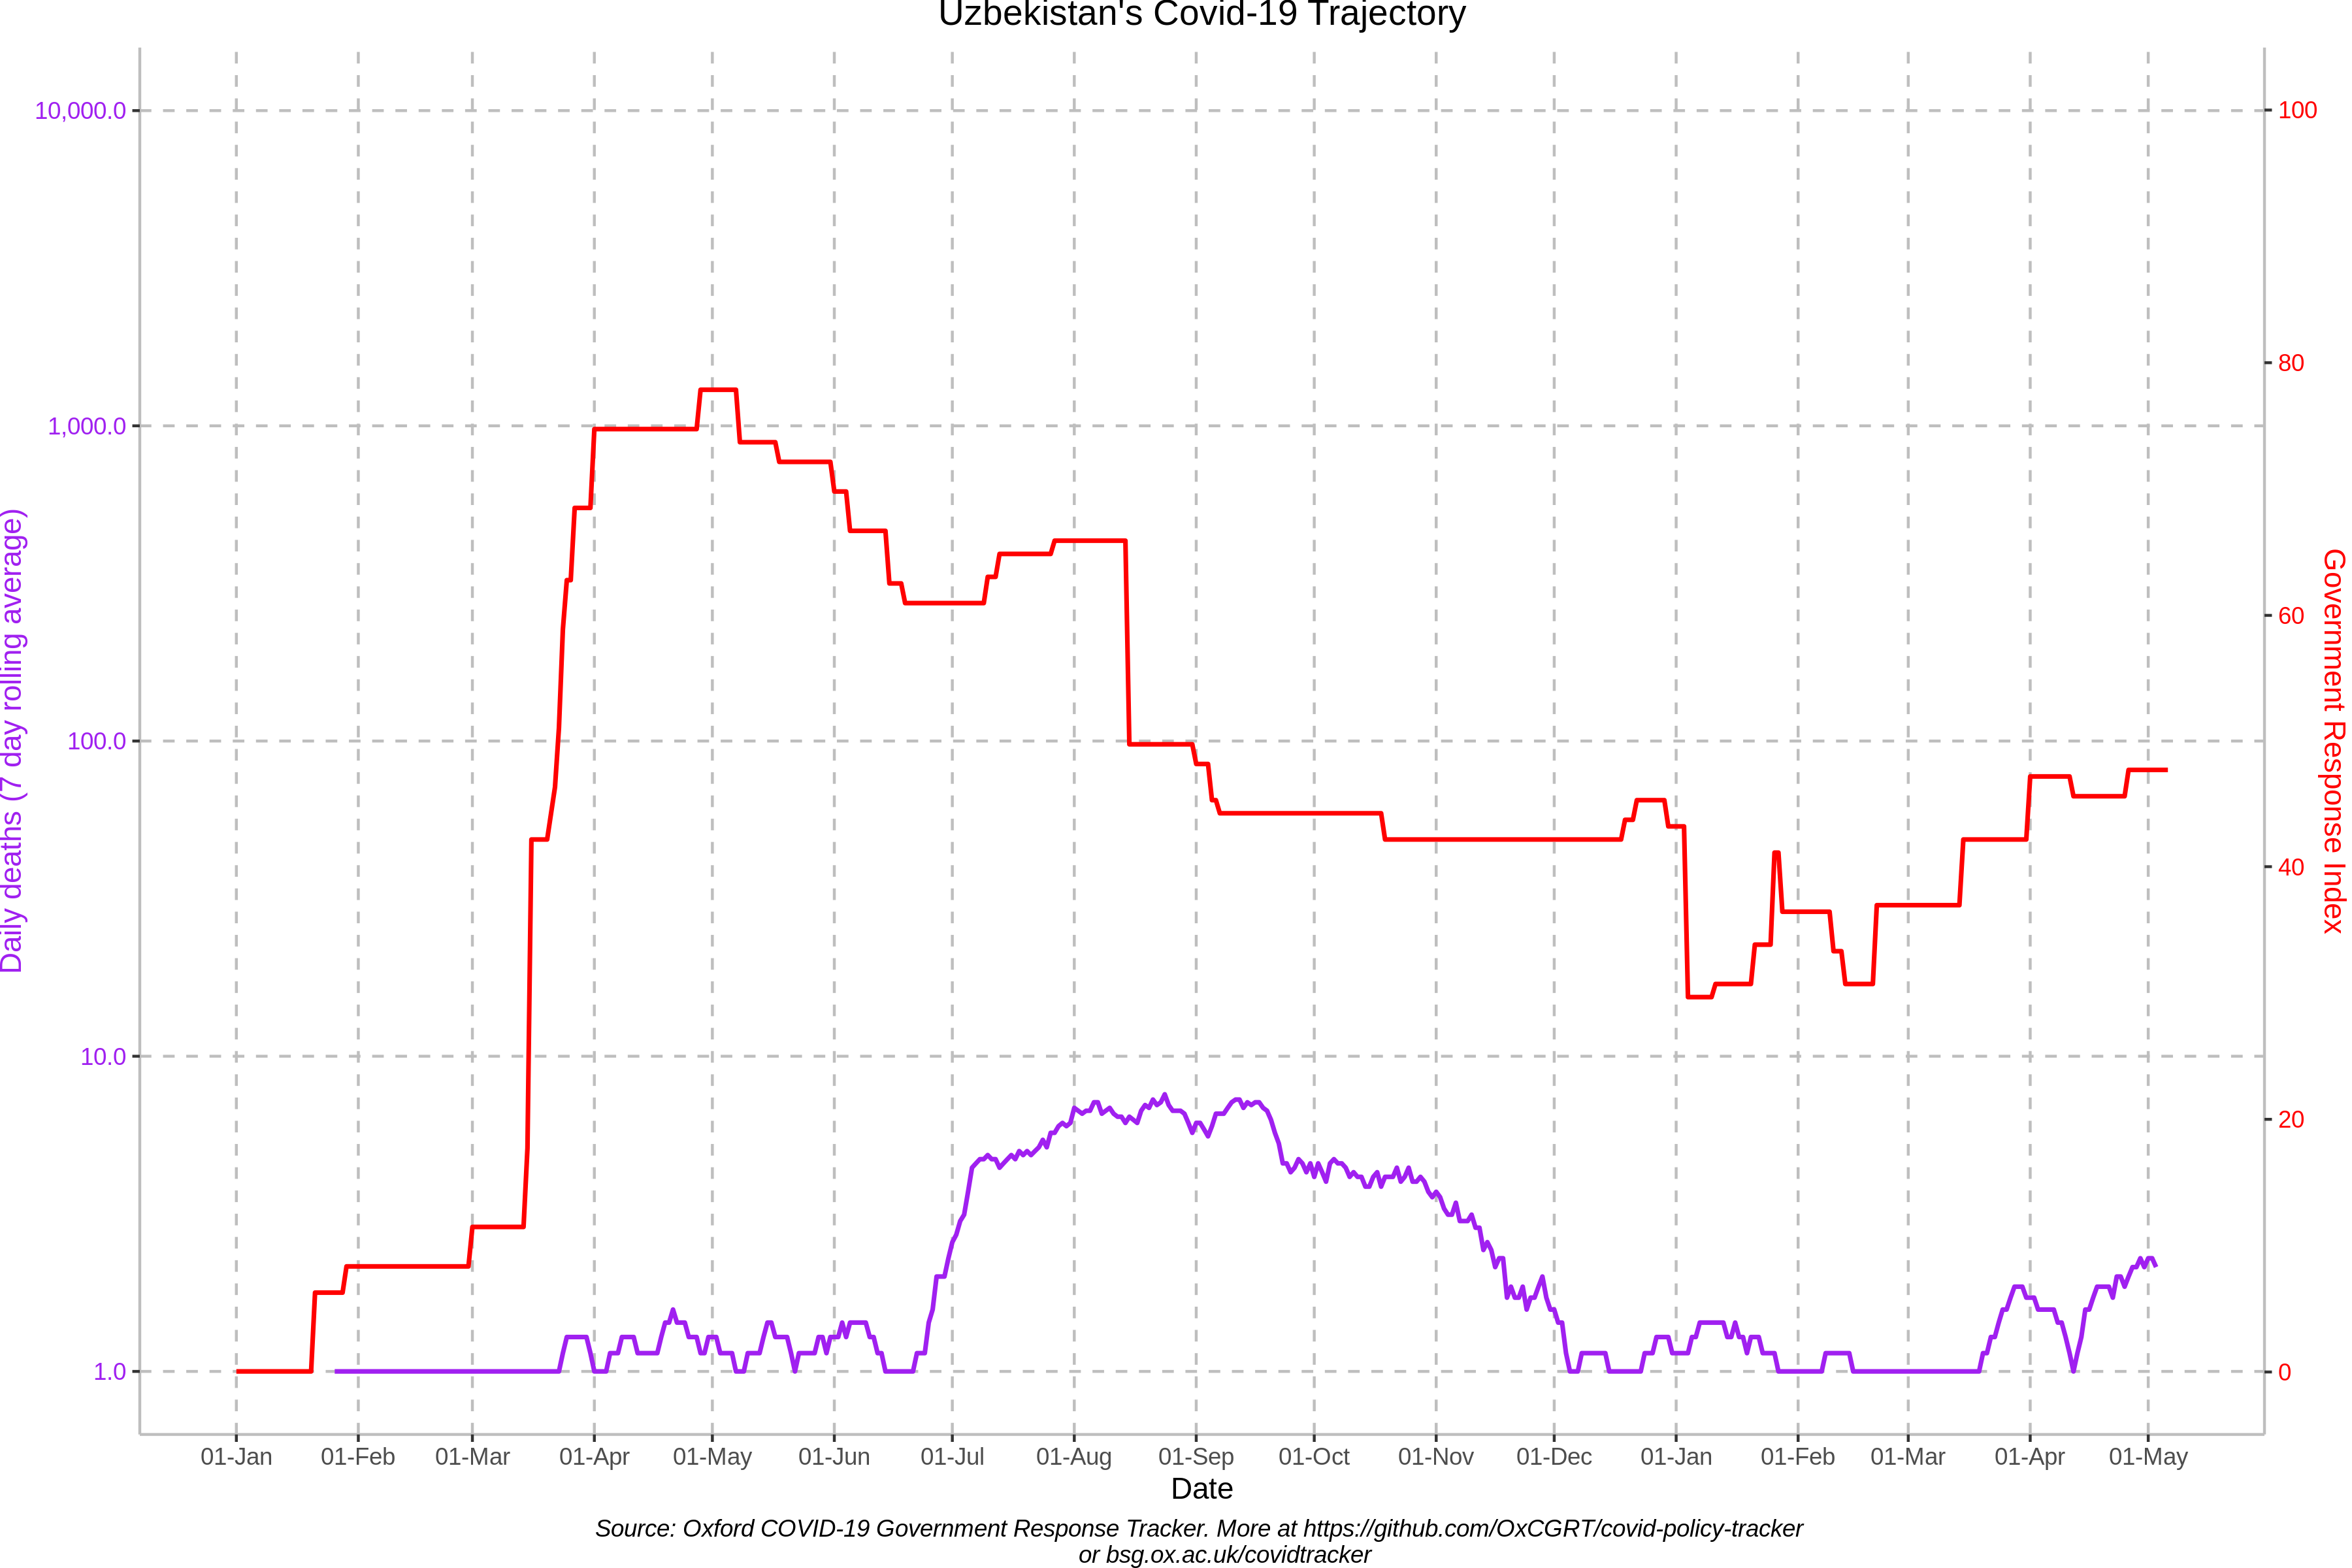 Uzbekistan's Covid-19 Trajectory
10,000.0
1,000.0
100.0
10.0
1.0
Daily deaths (7 day rolling average)
100
80
60
40
20
0
Government Response Index
01-Jan 01-Feb 01-Mar 01-Apr 01-May 01-Jun 01-Jul 01-Aug 01-Sep 01-Oct 01-Nov 01-Dec 01-Jan 01-Feb 01-Mar 01-Apr 01-May
Date
Source: Oxford COVID-19 Government Response Tracker. More at https://github.com/OxCGRT/covid-policy-tracker
or bsg.ox.ac.uk/covidtracker